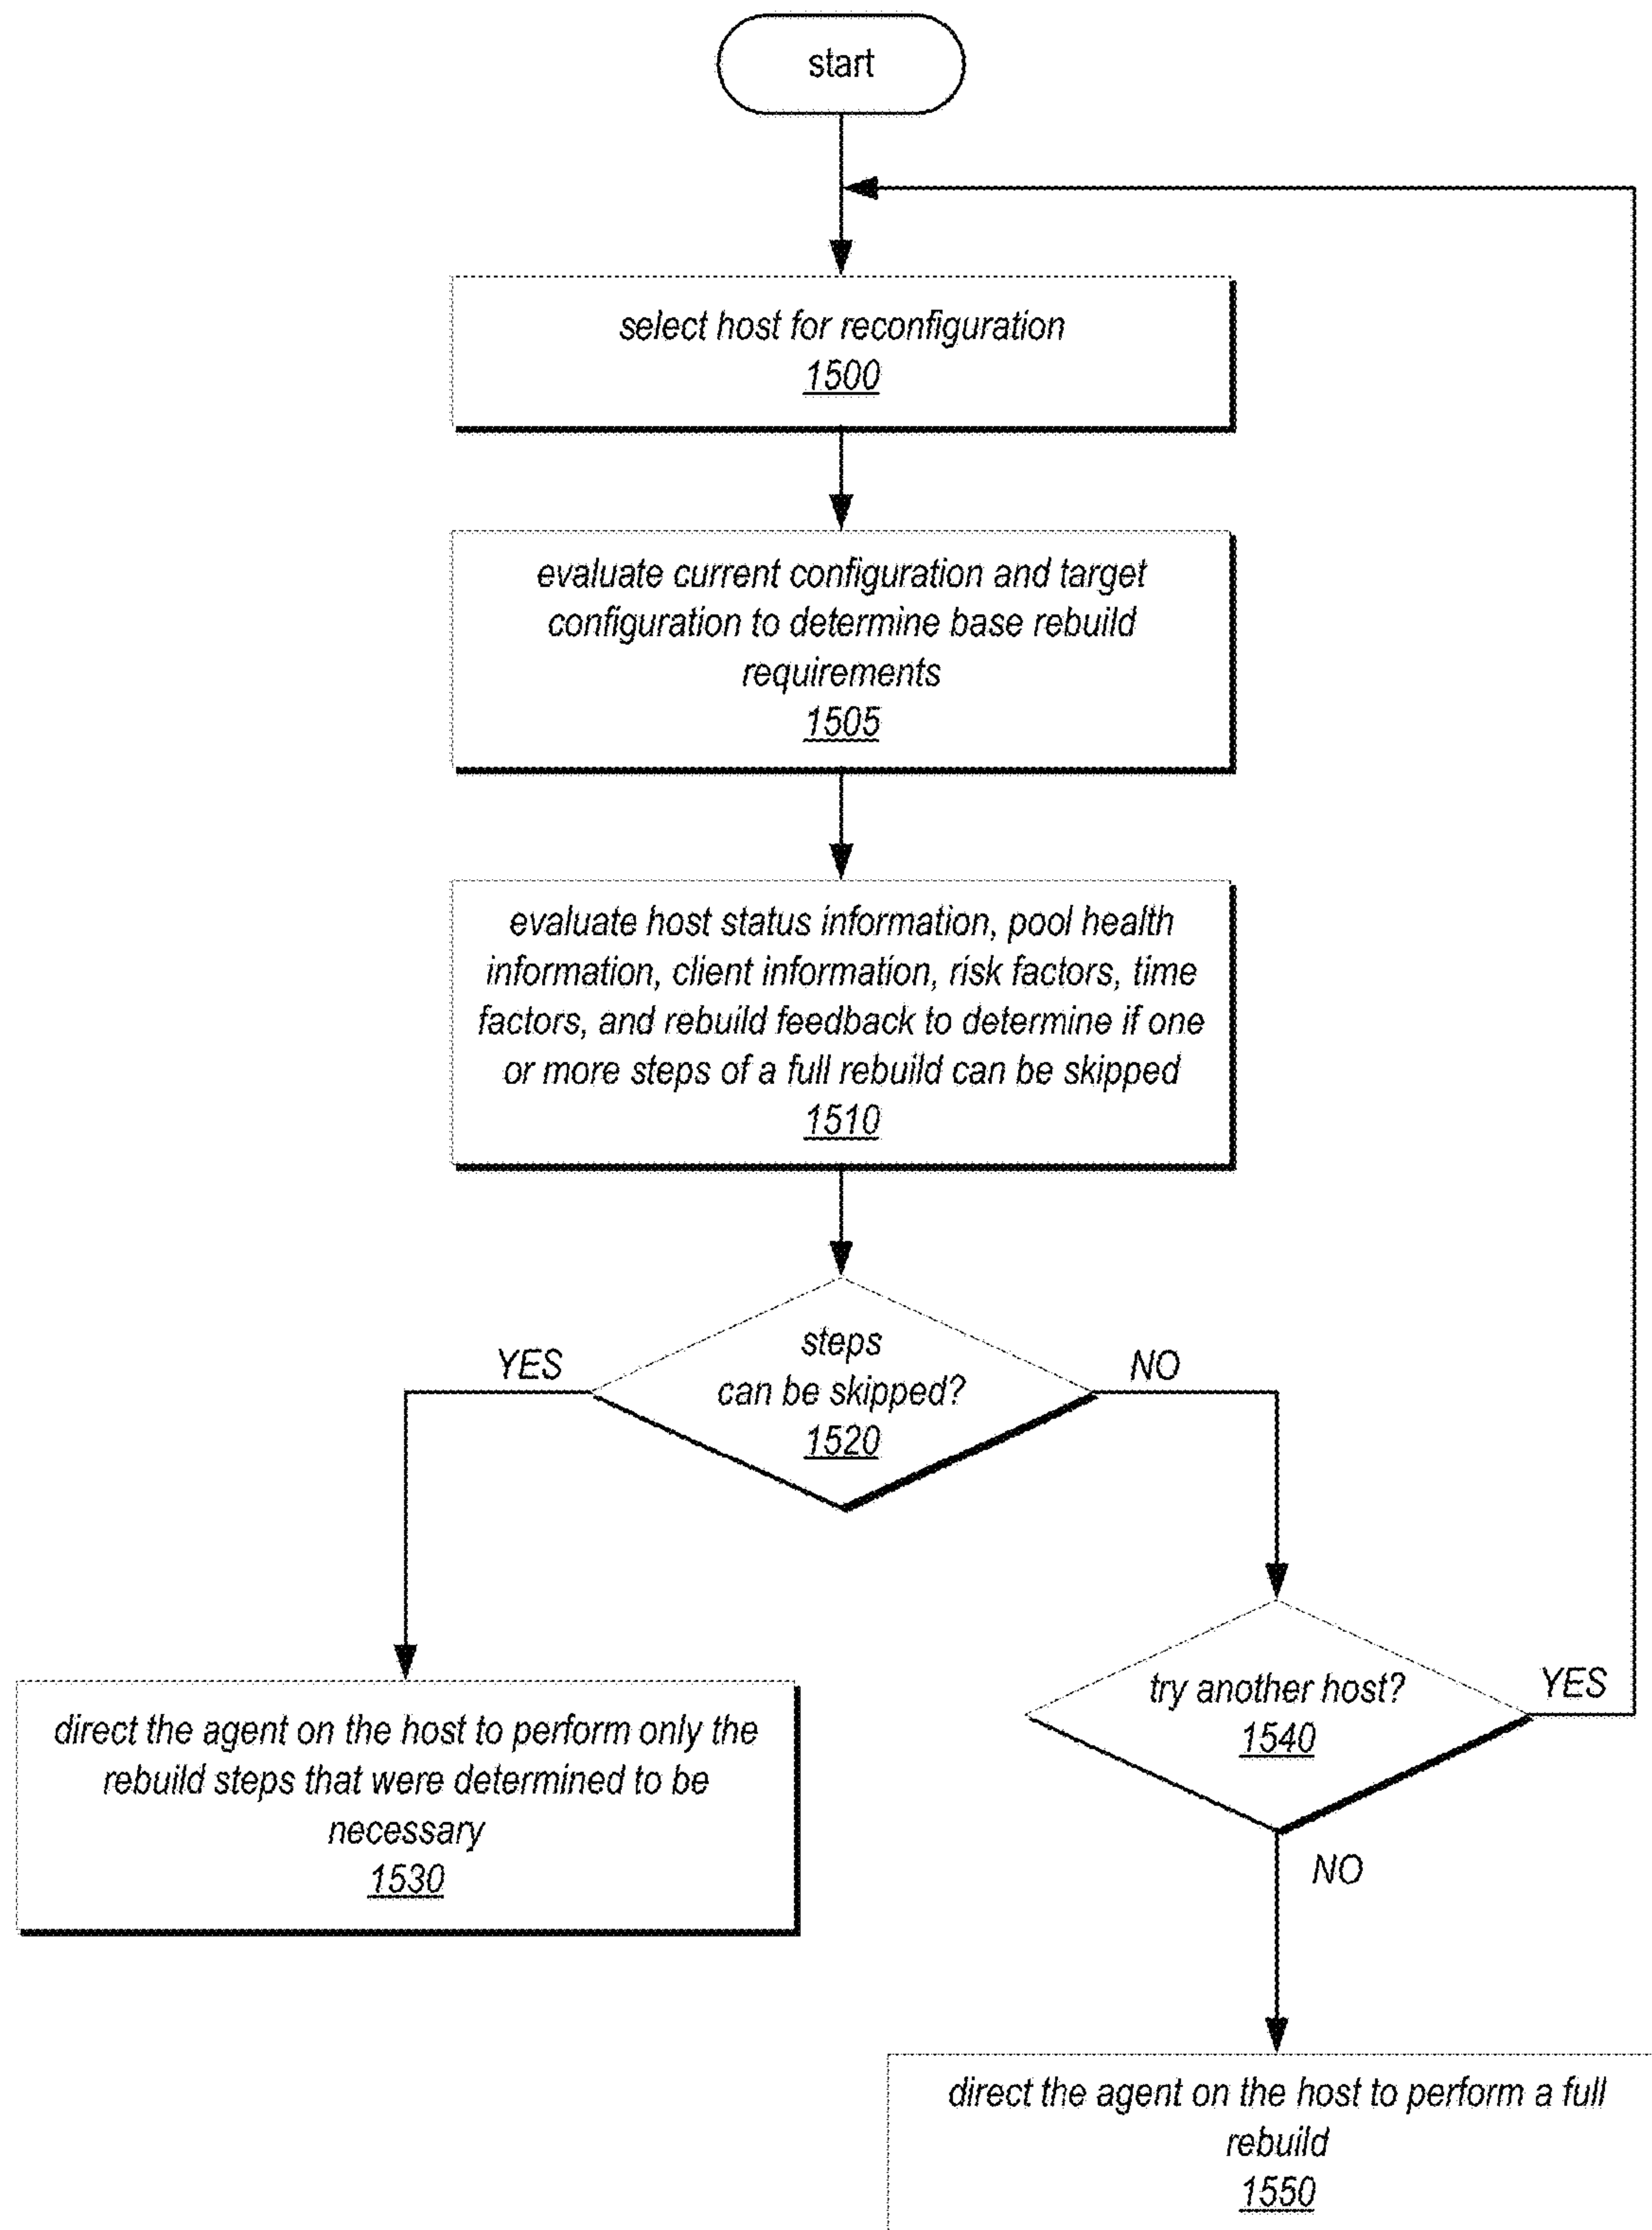 start
select host for reconfiguration
1500
evaluate current configuration and target
configuration to determine base rebuild
requirements
1505
evaluate host status information, pool health
information, client information, risk factors, time
factors, and rebuild feedback to determine if one
or more steps of a full rebuild can be skipped
1510
steps
can be skipped?
1520
YES
NO
direct the agent on the host to perform only the
rebuild steps that were determined to be
necessary
1530
try another host?
1540
YES
NO
direct the agent on the host to perform a full
rebuild
1550